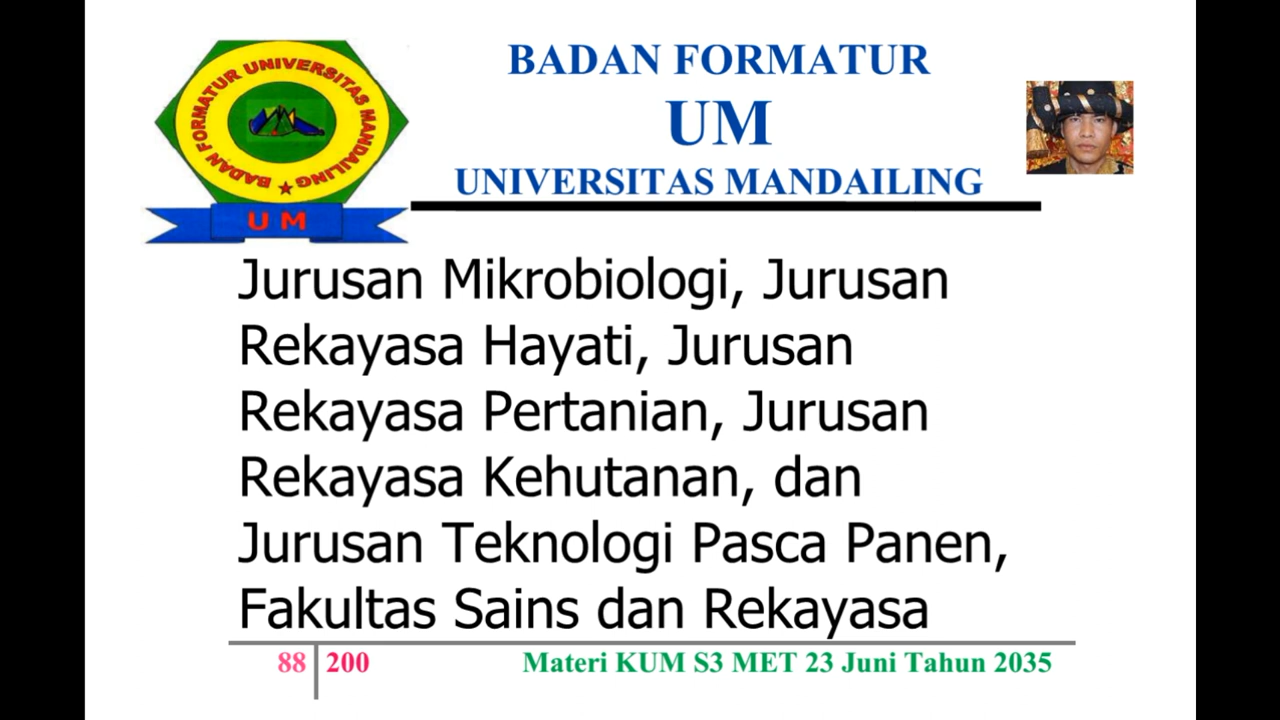 BADAN FORMATUR UNIVERSITAS MANDAILING
UM
BADAN FORMATUR
UM
UNIVERSITAS MANDAILING
Jurusan Mikrobiologi, Jurusan
Rekayasa Hayati, Jurusan
Rekayasa Pertanian, Jurusan
Rekayasa Kehutanan, dan
Jurusan Teknologi Pasca Panen,
Fakultas Sains dan Rekayasa
88 200 Materi KUM S3 MET 23 Juni Tahun 2035